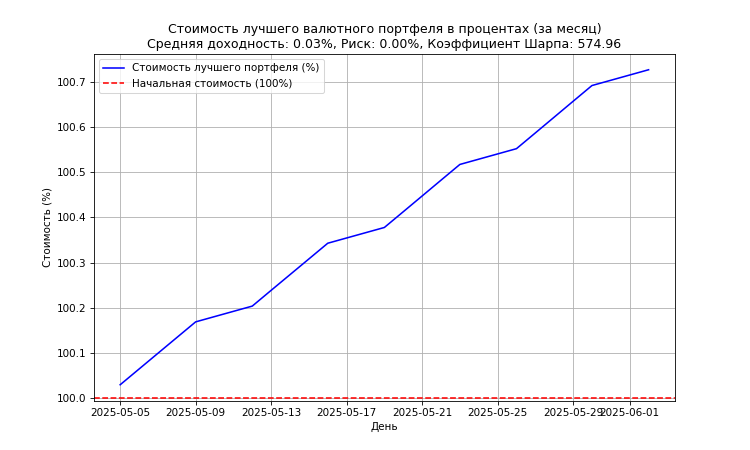 Стоимость лучшего валютного портфеля в процентах (за месяц)
Средняя доходность: 0.03%, Риск: 0.00%, Коэффициент Шарпа: 574.96
Стоимость лучшего портфеля (%)
Начальная стоимость (100%)
Стоимость (%)
100.7
100.6
100.5
100.4
100.3
100.2
100.1
100.0
2025-05-05 2025-05-09 2025-05-13 2025-05-17 2025-05-21 2025-05-25 2025-05-29 2025-06-01
День